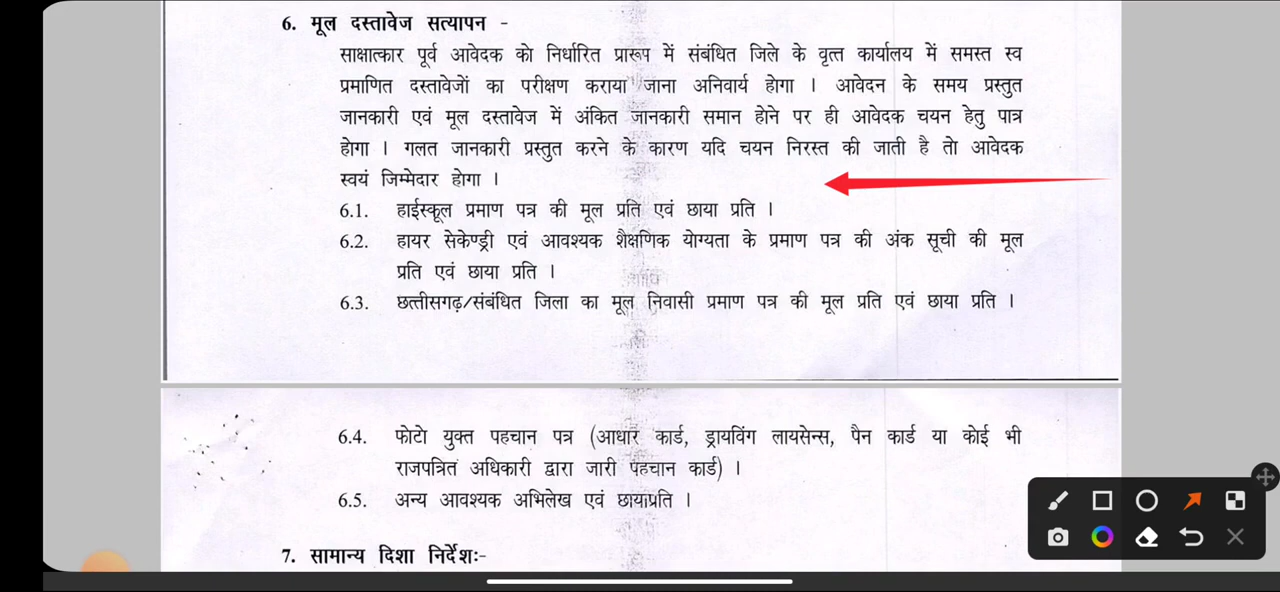 6. मूल दस्तावेज सत्यापन -
साक्षात्कार पूर्व आवेदक को निर्धारित प्रारूप में संबंधित जिले के वृत्त कार्यालय में समस्त स्व
प्रमाणित दस्तावेजों का परीक्षण कराया जाना अनिवार्य होगा । आवेदन के समय प्रस्तुत
जानकारी एवं मूल दस्तावेज में अंकित जानकारी समान होने पर ही आवेदक चयन हेतु पात्र
होगा । गलत जानकारी प्रस्तुत करने के कारण यदि चयन निरस्त की जाती है तो आवेदक
स्वयं जिम्मेदार होगा ।
6.1. हाईस्कूल प्रमाण पत्र की मूल प्रति एवं छाया प्रति ।
6.2. हायर सेकेण्ड्री एवं आवश्यक शैक्षणिक योग्यता के प्रमाण पत्र की अंक सूची की मूल
प्रति एवं छाया प्रति ।
6.3. छत्तीसगढ़/संबंधित जिला का मूल निवासी प्रमाण पत्र की मूल प्रति एवं छाया प्रति ।
6.4. फोटो युक्त पहचान पत्र (आधार कार्ड, ड्रायविंग लायसेन्स, पैन कार्ड या कोई भी
राजपत्रित अधिकारी द्वारा जारी पहचान कार्ड) ।
6.5. अन्य आवश्यक अभिलेख एवं छायाप्रति ।
7. सामान्य दिशा निर्देशः-